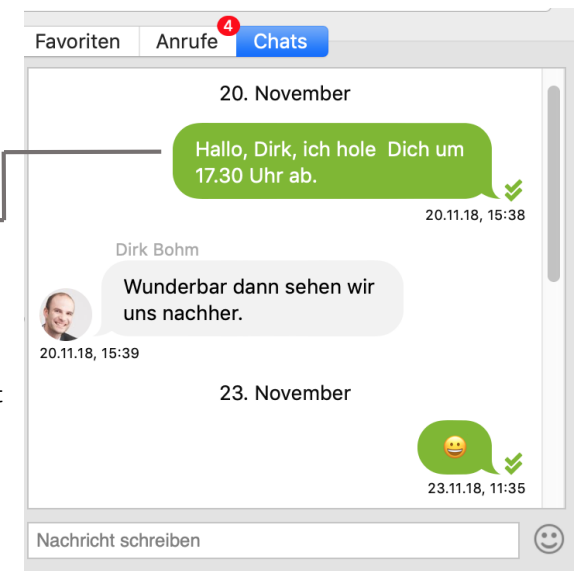 Favoriten Anrufe 4 Chats
20. November
Hallo, Dirk, ich hole Dich um
17.30 Uhr ab.
20.11.18, 15:38
Dirk Bohm
Wunderbar dann sehen wir
uns nachher.
20.11.18, 15:39
t
23. November
23.11.18, 11:35
Nachricht schreiben